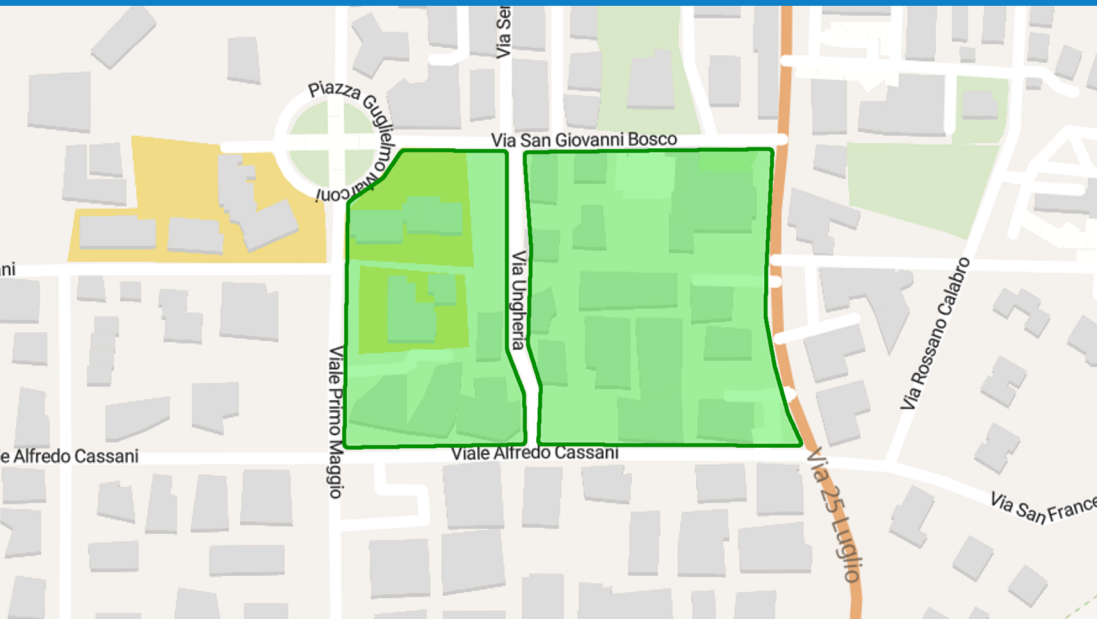 Via Ser
Piazza Guglielmo Marconi
Via San Giovanni Bosco
Via Ungheria
ani
Via Rossano Calabro
Viale Primo Maggio
e Alfredo Cassani
Viale Alfredo Cassani
Via 25 Luglio
Via San France